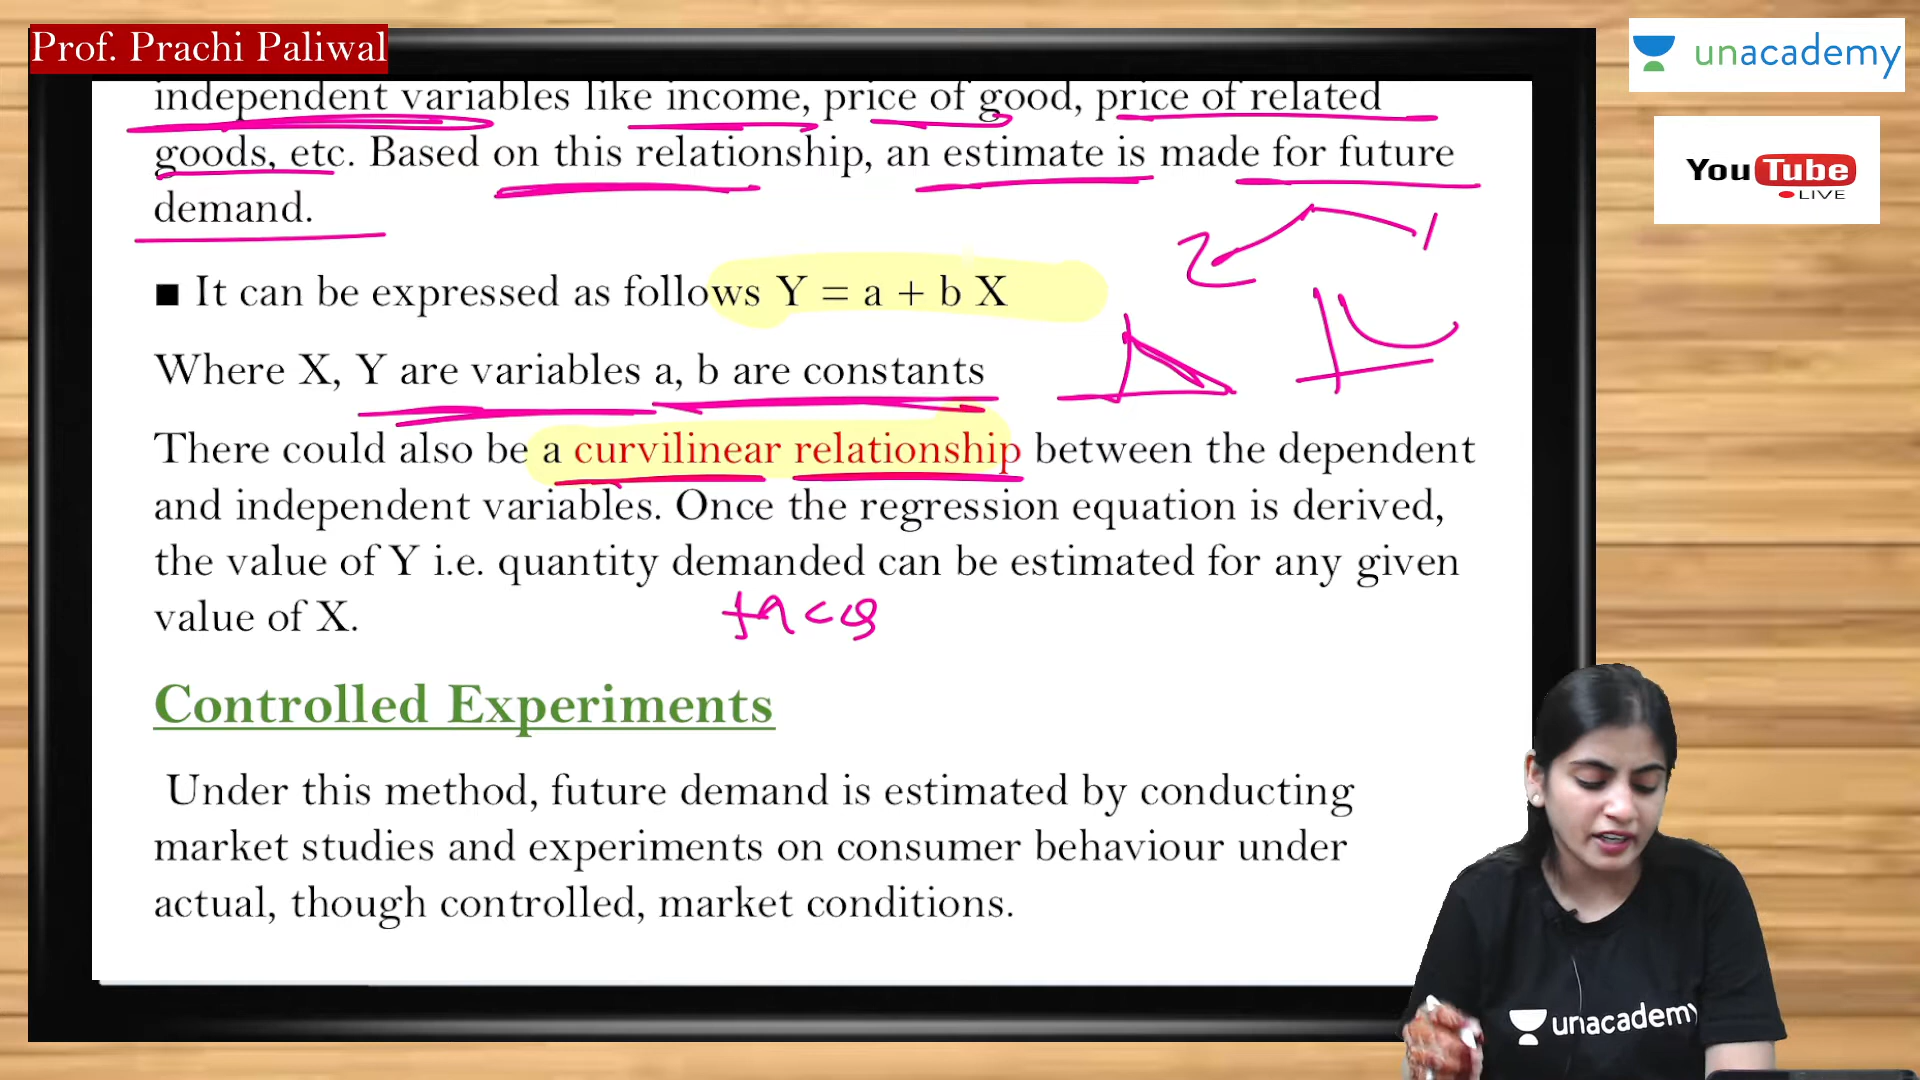 Prof. Prachi Paliwal
unacademy
You Tube
LIVE
independent variables like income, price of good, price of related
goods, etc. Based on this relationship, an estimate is made for future
demand.
2 1
■ It can be expressed as follows Y = a + b X
Where X, Y are variables a, b are constants
There could also be a curvilinear relationship between the dependent
and independent variables. Once the regression equation is derived,
the value of Y i.e. quantity demanded can be estimated for any given
value of X.
Controlled Experiments
Under this method, future demand is estimated by conducting
market studies and experiments on consumer behaviour under
actual, though controlled, market conditions.
unacademy